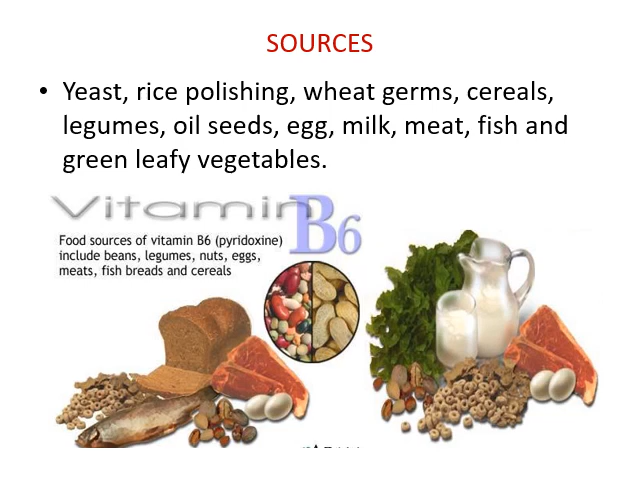 SOURCES
• Yeast, rice polishing, wheat germs, cereals,
legumes, oil seeds, egg, milk, meat, fish and
green leafy vegetables.
Vitamin B6
Food sources of vitamin B6 (pyridoxine)
include beans, legumes, nuts, eggs,
meats, fish breads and cereals